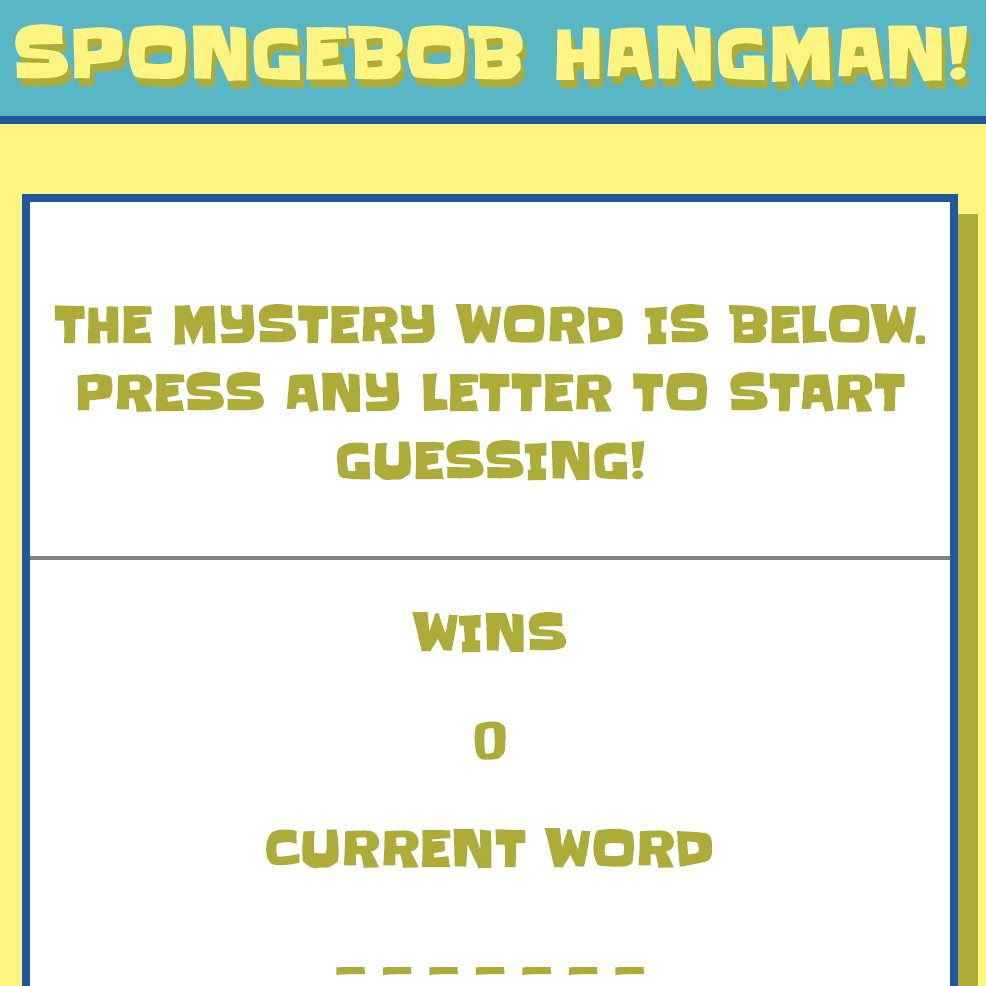 SPONGEBOB HANGMAN!
THE MYSTERY WORD IS BELOW.
PRESS ANY LETTER TO START
GUESSING!
WINS
0
CURRENT WORD
_ _ _ _ _ _ _